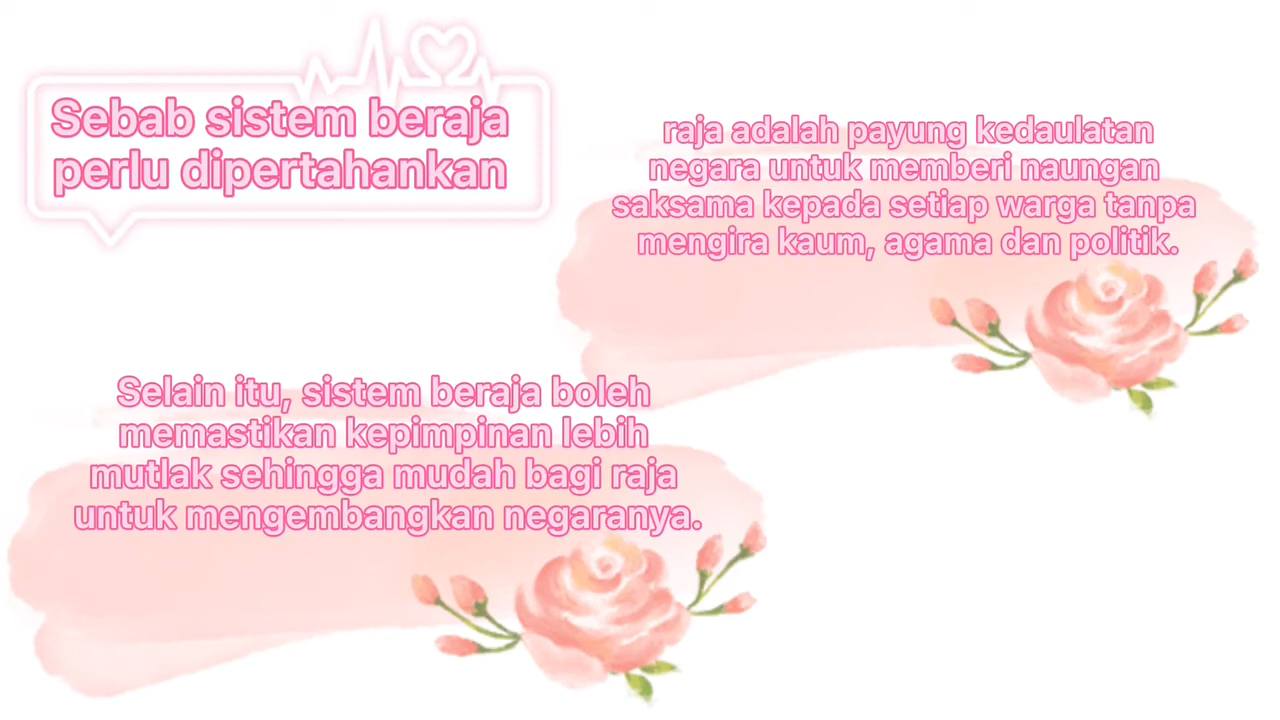 Sebab sistem beraja
perlu dipertahankan
raja adalah payung kedaulatan
negara untuk memberi naungan
saksama kepada setiap warga tanpa
mengira kaum, agama dan politik.
Selain itu, sistem beraja boleh
memastikan kepimpinan lebih
mutlak sehingga mudah bagi raja
untuk mengembangkan negaranya.